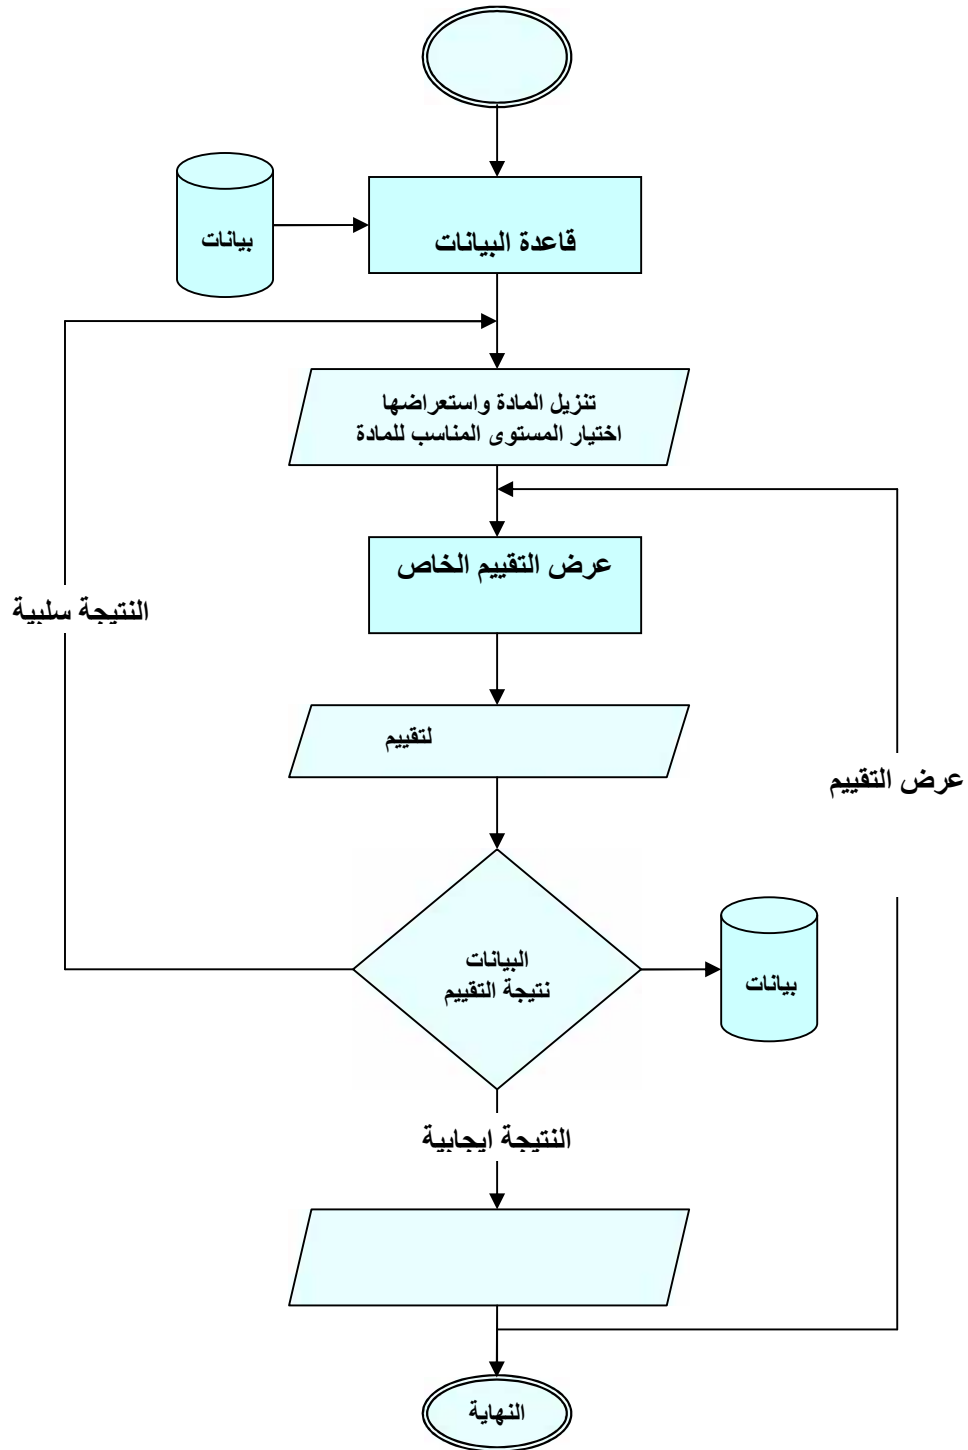 قاعدة البيانات
بيانات
تنزيل المادة واستعراضها
اختيار المستوى المناسب للمادة
عرض التقييم الخاص
النتيجة سلبية
لتقييم
عرض التقييم
البيانات
نتيجة التقييم
بيانات
النتيجة ايجابية
النهاية